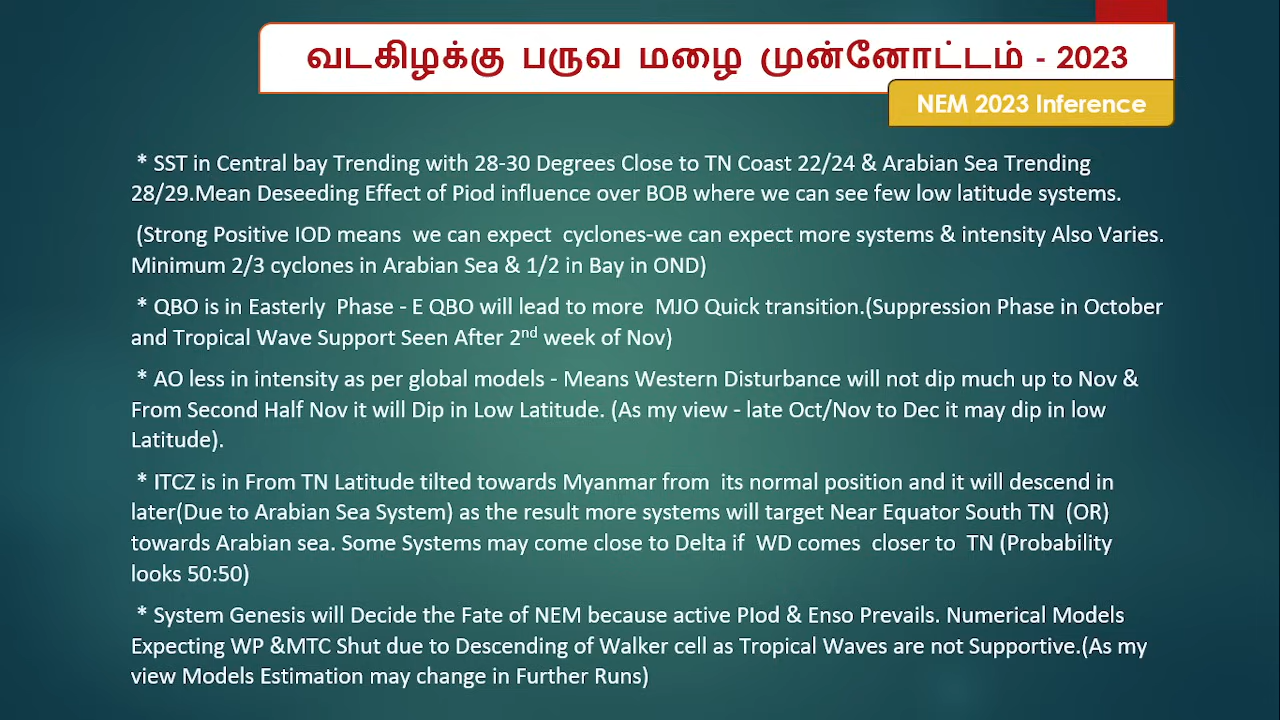 வடகிழக்கு பருவ மழை முன்னோட்டம் - 2023
NEM 2023 Inference
* SST in Central bay Trending with 28-30 Degrees Close to TN Coast 22/24 & Arabian Sea Trending
28/29.Mean Deseeding Effect of Piod influence over BOB where we can see few low latitude systems.
(Strong Positive IOD means we can expect cyclones-we can expect more systems & intensity Also Varies.
Minimum 2/3 cyclones in Arabian Sea & 1/2 in Bay in OND)
* QBO is in Easterly Phase - E QBO will lead to more MJO Quick transition.(Suppression Phase in October
and Tropical Wave Support Seen After 2nd week of Nov)
* AO less in intensity as per global models - Means Western Disturbance will not dip much up to Nov &
From Second Half Nov it will Dip in Low Latitude. (As my view - late Oct/Nov to Dec it may dip in low
Latitude).
* ITCZ is in From TN Latitude tilted towards Myanmar from its normal position and it will descend in
later(Due to Arabian Sea System) as the result more systems will target Near Equator South TN (OR)
towards Arabian sea. Some Systems may come close to Delta if WD comes closer to TN (Probability
looks 50:50)
* System Genesis will Decide the Fate of NEM because active PIod & Enso Prevails. Numerical Models
Expecting WP &MTC Shut due to Descending of Walker cell as Tropical Waves are not Supportive.(As my
view Models Estimation may change in Further Runs)